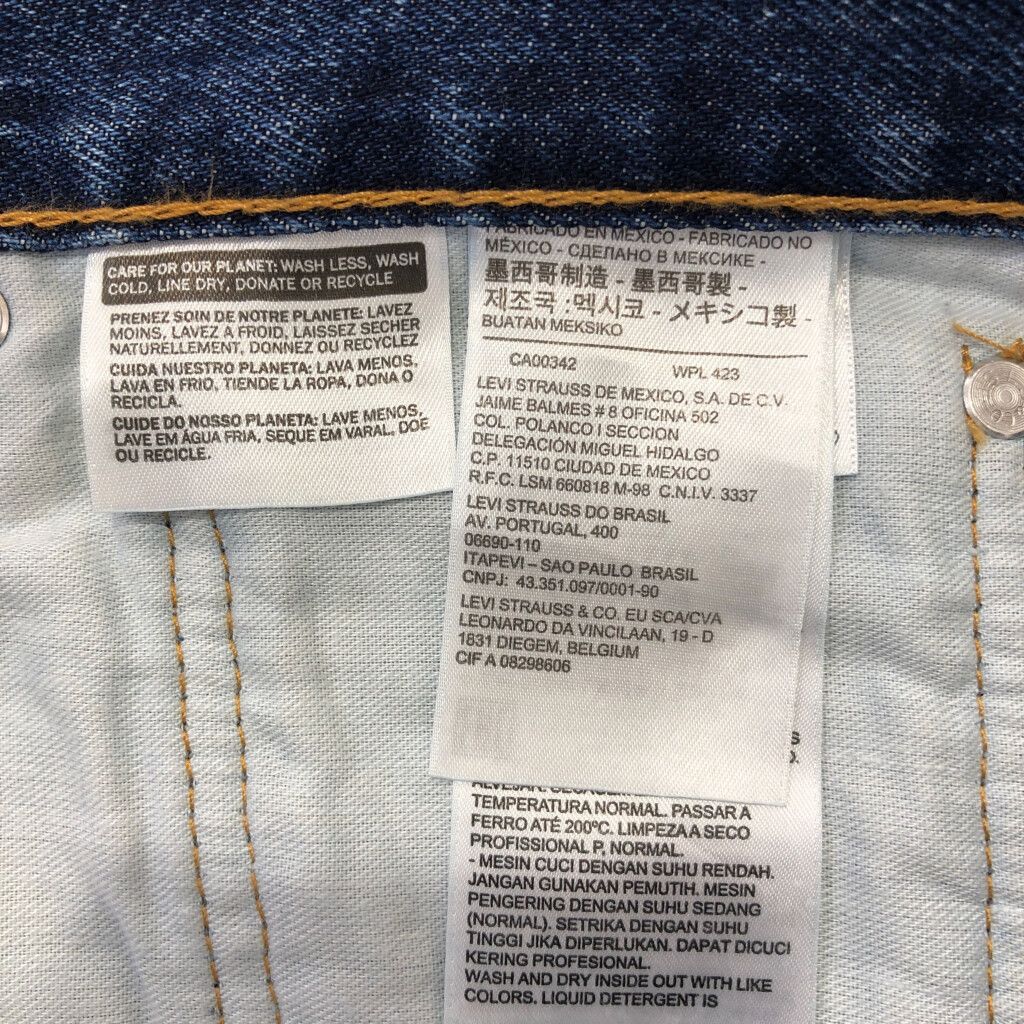 CARE FOR OUR PLANET: WASH LESS, WASH
COLD, LINE DRY, DONATE OR RECYCLE
PRENEZ SOIN DE NOTRE PLANETE: LAVEZ
MOINS, LAVEZ A FROID, LAISSEZ SECHER
NATURELLEMENT, DONNEZ OU RECYCLEZ
CUIDA NUESTRO PLANETA: LAVA MENOS,
LAVA EN FRIO, TIENDE LA ROPA, DONA O
RECICLA.
CUIDE DO NOSSO PLANETA: LAVE MENOS,
LAVE EM ÁGUA FRIA, SEQUE EM VARAL, DOE
OU RECICLE.
FABRICADO EN MEXICO - FABRICADO NO
MÉXICO - СДЕЛАНО В МЕКСИКЕ -
墨西哥制造 - 墨西哥製 -
제조국 :멕시코 - メキシコ製 -
BUATAN MEKSIKO
CA00342 WPL 423
LEVI STRAUSS DE MEXICO, S.A. DE C.V.
JAIME BALMES # 8 OFICINA 502
COL. POLANCO I SECCION
DELEGACIÓN MIGUEL HIDALGO
C.P. 11510 CIUDAD DE MEXICO
R.F.C. LSM 660818 M-98 C.N.I.V. 3337
LEVI STRAUSS DO BRASIL
AV. PORTUGAL, 400
06690-110
ITAPEVI – SAO PAULO BRASIL
CNPJ: 43.351.097/0001-90
LEVI STRAUSS & CO. EU SCA/CVA
LEONARDO DA VINCILAAN, 19 - D
1831 DIEGEM, BELGIUM
CIF A 08298606
TEMPERATURA NORMAL. PASSAR A
FERRO ATÉ 200ºC. LIMPEZA A SECO
PROFISSIONAL P, NORMAL.
- MESIN CUCI DENGAN SUHU RENDAH.
JANGAN GUNAKAN PEMUTIH. MESIN
PENGERING DENGAN SUHU SEDANG
(NORMAL). SETRIKA DENGAN SUHU
TINGGI JIKA DIPERLUKAN. DAPAT DICUCI
KERING PROFESIONAL.
WASH AND DRY INSIDE OUT WITH LIKE
COLORS. LIQUID DETERGENT IS